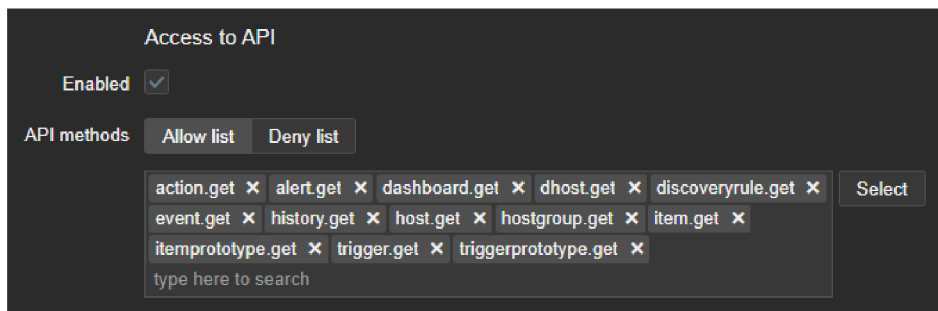 Access to API
Enabled
API methods Allow list Deny list
action.get × alert.get × dashboard.get × dhost.get × discoveryrule.get × Select
event.get × history.get × host.get × hostgroup.get × item.get ×
itemprototype.get × trigger.get × triggerprototype.get ×
type here to search